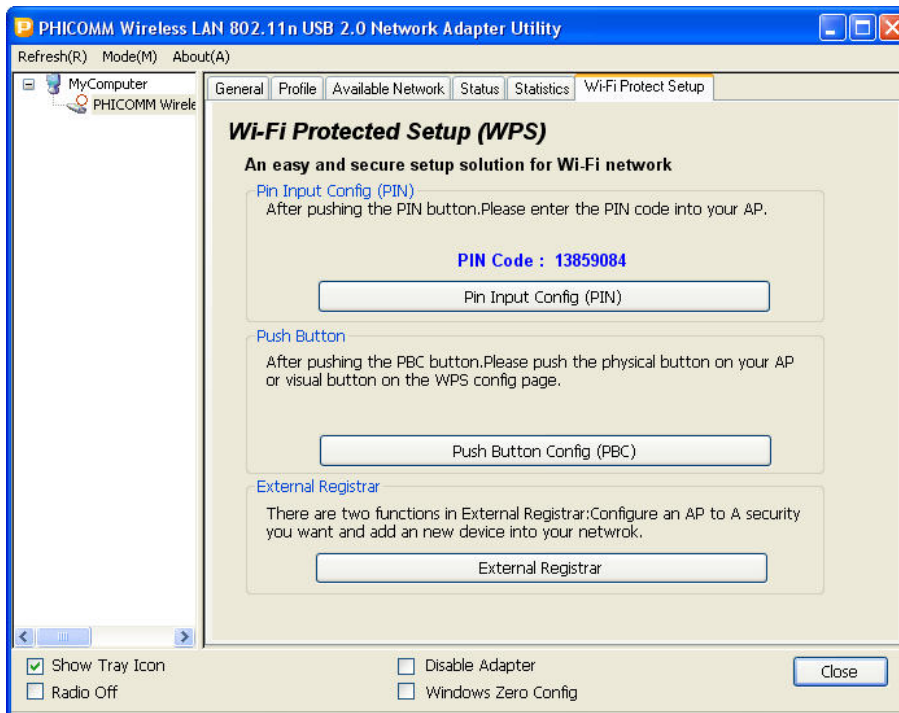 PHICOMM Wireless LAN 802.11n USB 2.0 Network Adapter Utility
Refresh(R) Mode(M) About(A)
MyComputer
PHICOMM Wirele
General Profile Available Network Status Statistics Wi-Fi Protect Setup
Wi-Fi Protected Setup (WPS)
An easy and secure setup solution for Wi-Fi network
Pin Input Config (PIN)
After pushing the PIN button.Please enter the PIN code into your AP.
PIN Code : 13859084
Pin Input Config (PIN)
Push Button
After pushing the PBC button.Please push the physical button on your AP
or visual button on the WPS config page.
Push Button Config (PBC)
External Registrar
There are two functions in External Registrar:Configure an AP to A security
you want and add an new device into your netwrok.
External Registrar
Show Tray Icon
Radio Off
Disable Adapter
Windows Zero Config
Close